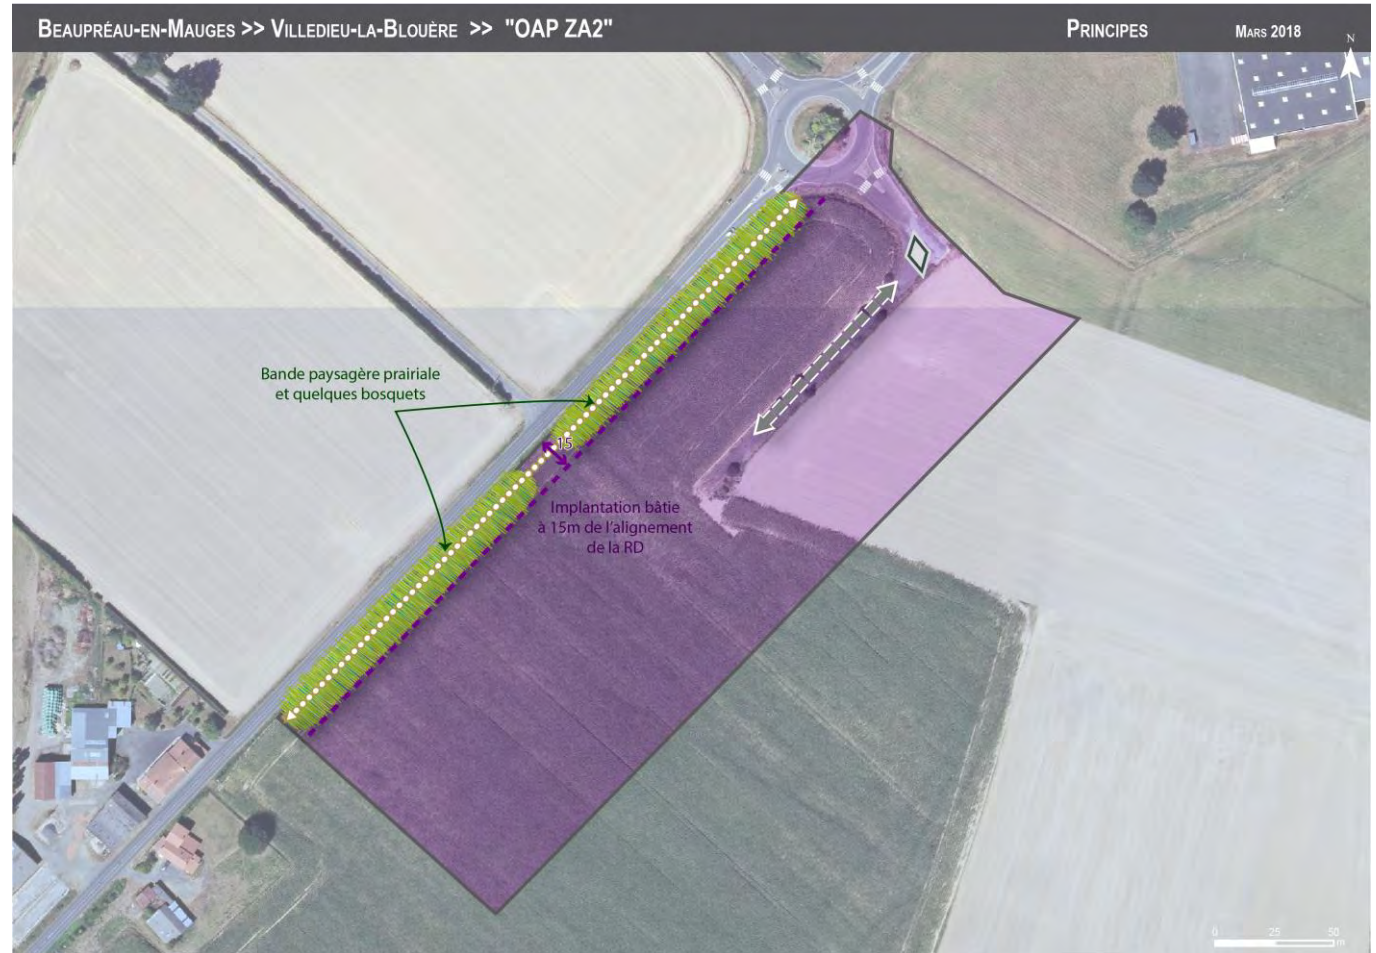 Beaupréau-en-Mauges >> Villedieu-la-Blouère >> "OAP ZA2"
Principes
Mars 2018
N
Bande paysagère prairiale
et quelques bosquets
15
Implantation bâtie
à 15m de l'alignement
de la RD
0 25 50
m